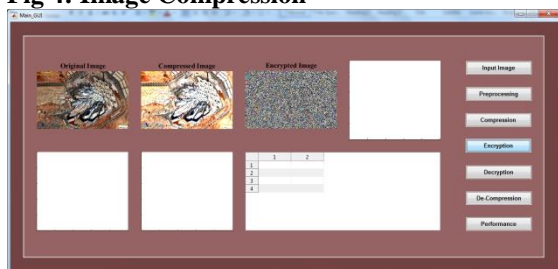 Fig 4: Image Compression
Main_GUI
Original Image
Compressed Image
Encrypted Image
Input Image
Preprocessing
Compression
Encryption
Decryption
De-Compression
Performance
1 2
1
2
3
4